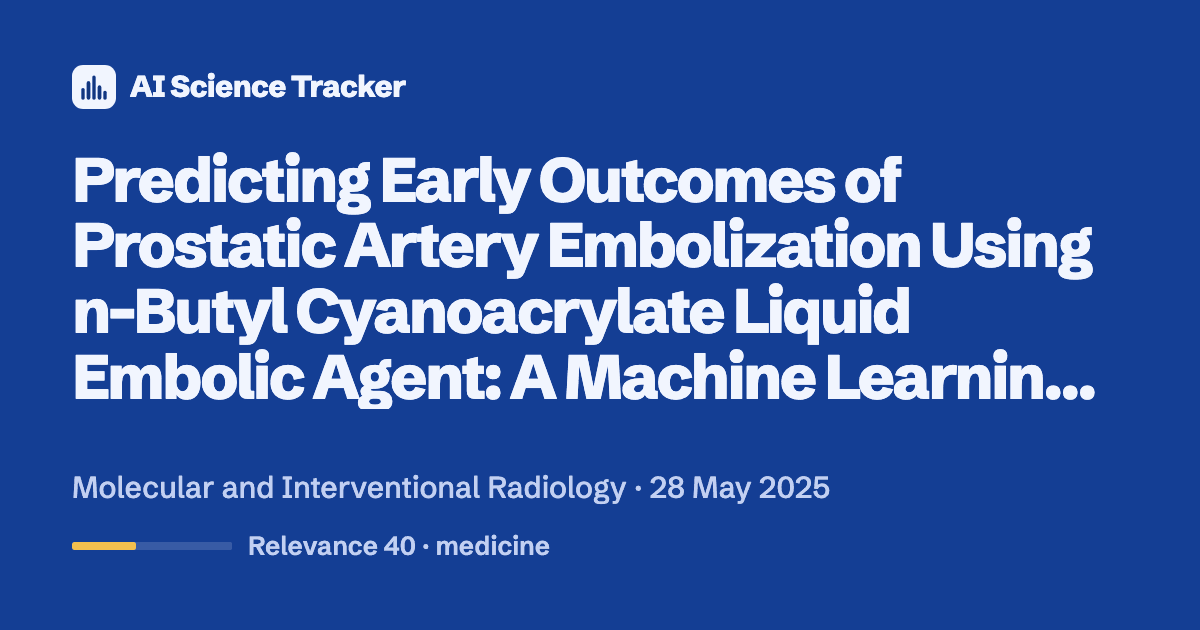 AI Science Tracker
Predicting Early Outcomes of
Prostatic Artery Embolization Using
n-Butyl Cyanoacrylate Liquid
Embolic Agent: A Machine Learnin...
Molecular and Interventional Radiology · 28 May 2025
Relevance 40 · medicine